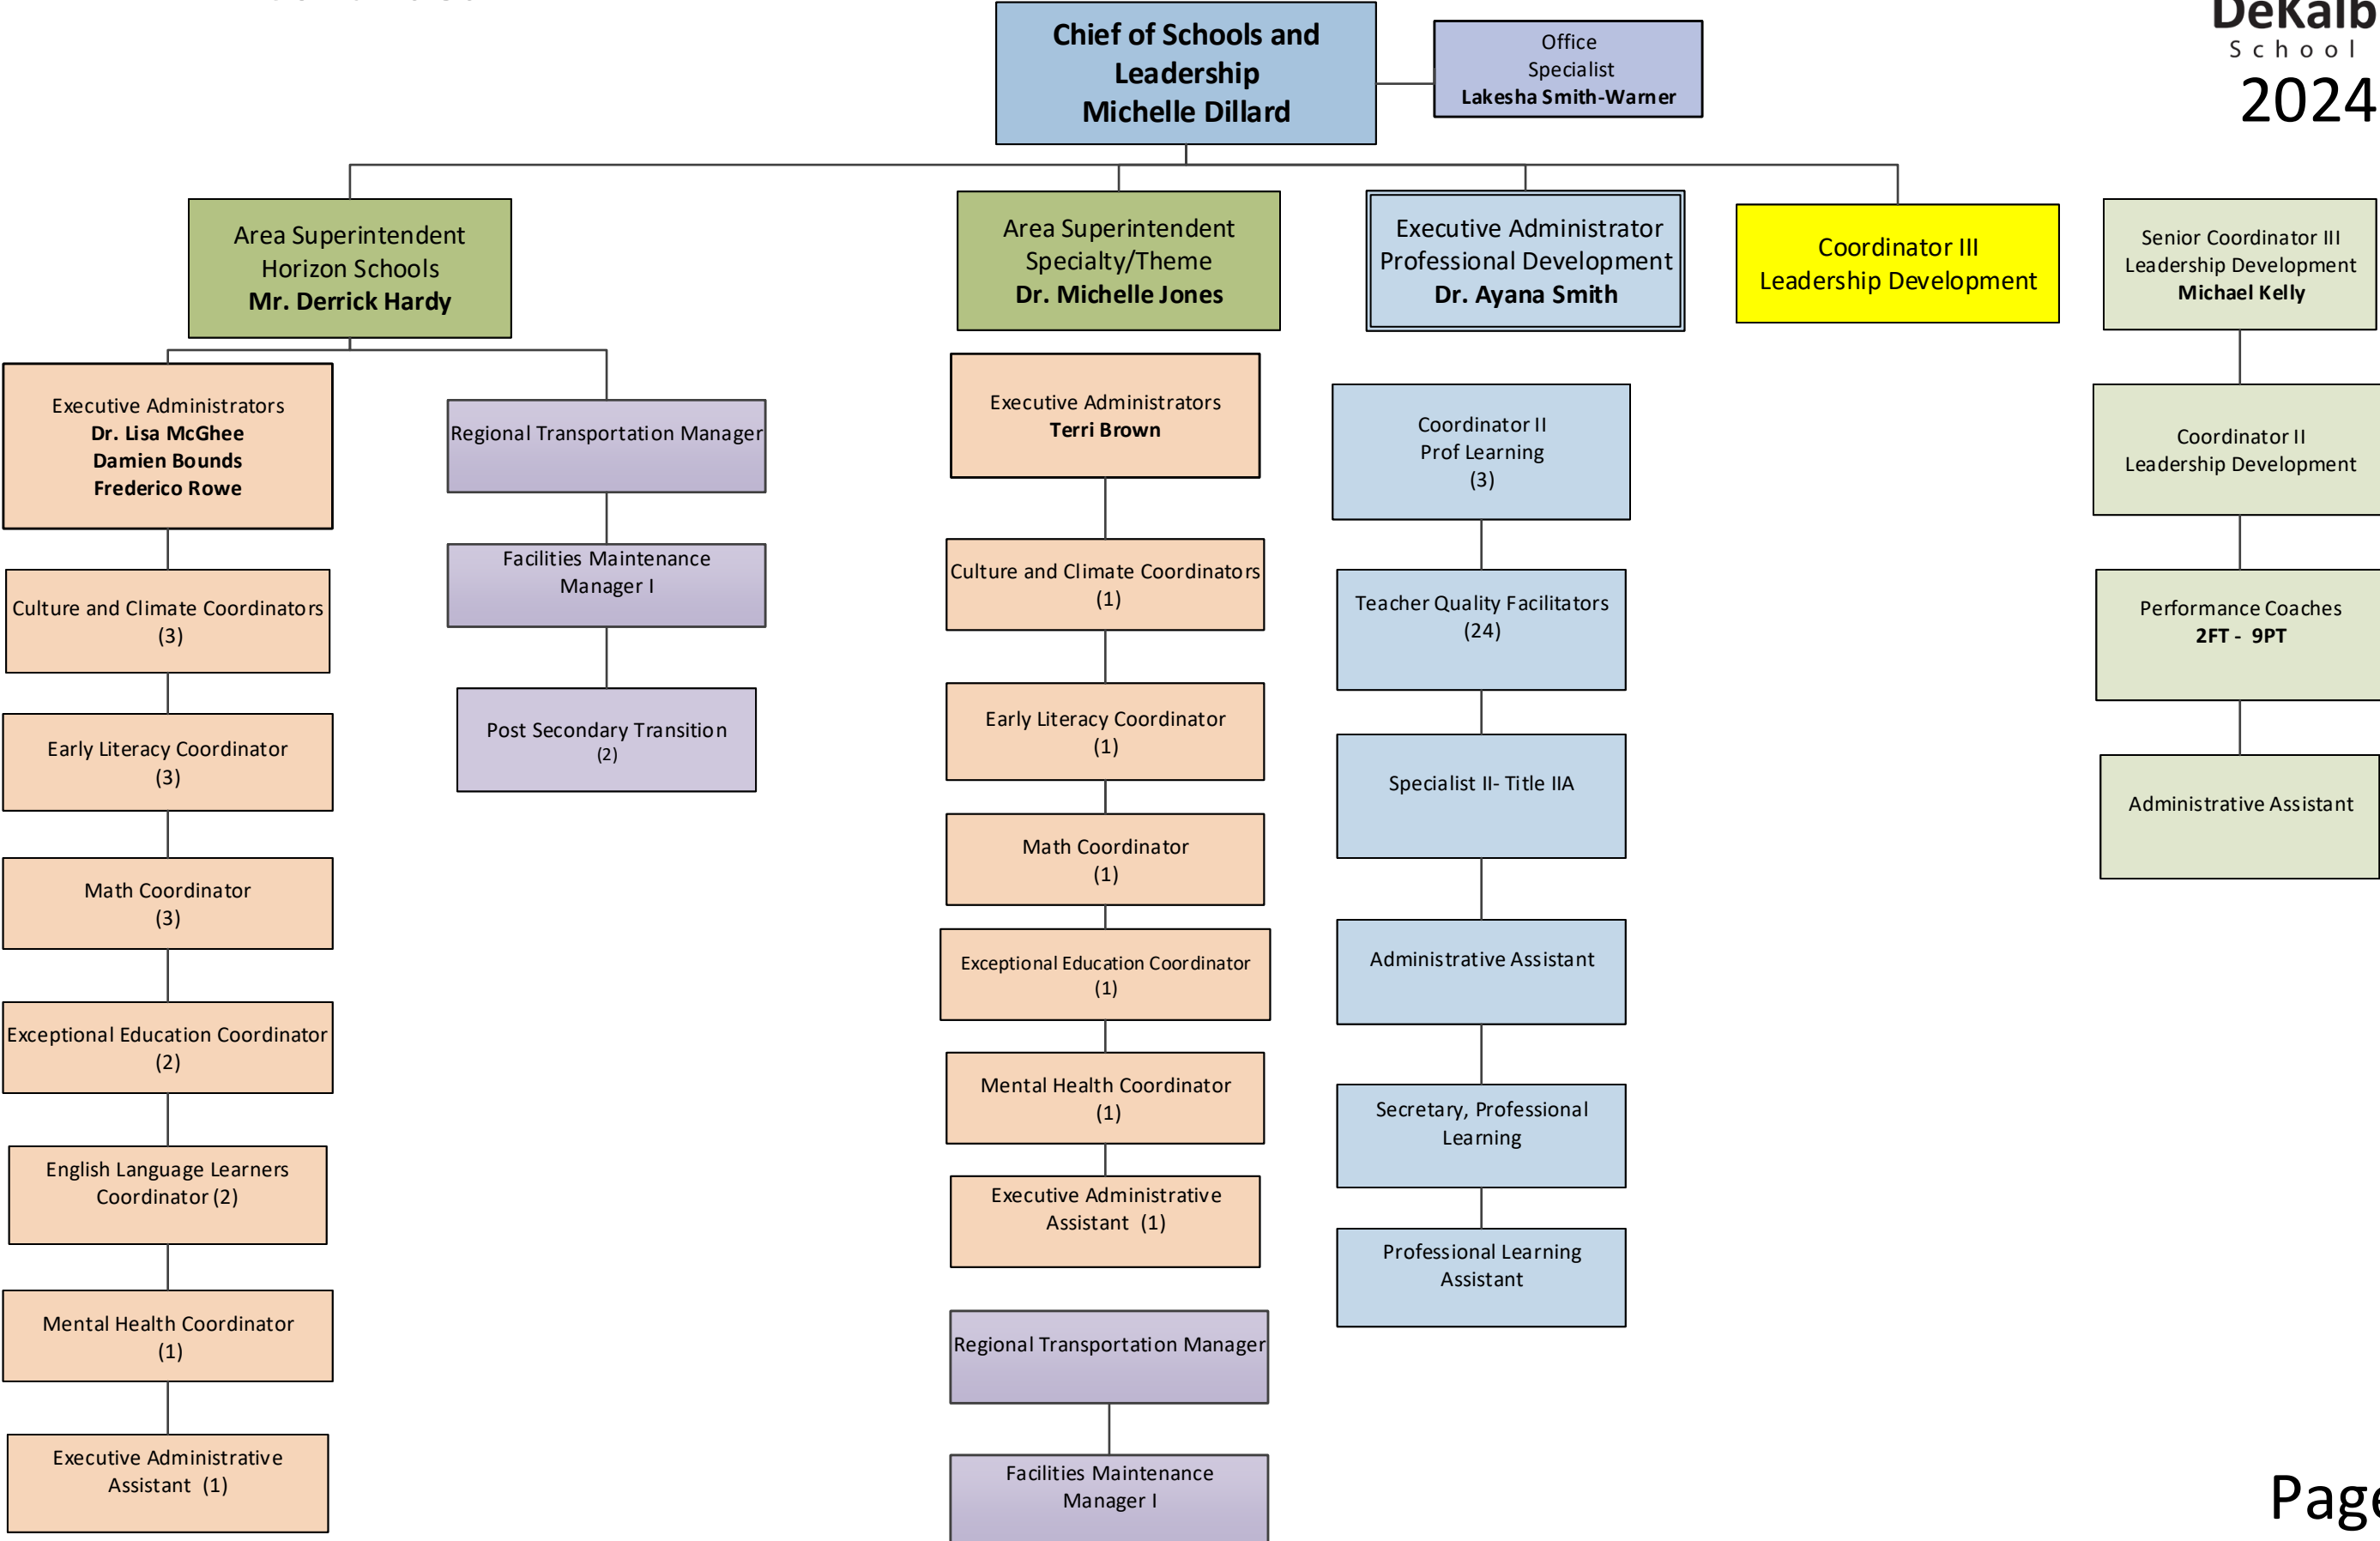 DeKalb
School
2024
Chief of Schools and
Leadership
Michelle Dillard
Office
Specialist
Lakesha Smith-Warner
Area Superintendent
Horizon Schools
Mr. Derrick Hardy
Area Superintendent
Specialty/Theme
Dr. Michelle Jones
Executive Administrator
Professional Development
Dr. Ayana Smith
Coordinator III
Leadership Development
Senior Coordinator III
Leadership Development
Michael Kelly
Executive Administrators
Dr. Lisa McGhee
Damien Bounds
Frederico Rowe
Culture and Climate Coordinators
(3)
Early Literacy Coordinator
(3)
Math Coordinator
(3)
Exceptional Education Coordinator
(2)
English Language Learners
Coordinator (2)
Mental Health Coordinator
(1)
Executive Administrative
Assistant (1)
Regional Transportation Manager
Facilities Maintenance
Manager I
Post Secondary Transition
(2)
Executive Administrators
Terri Brown
Culture and Climate Coordinators
(1)
Early Literacy Coordinator
(1)
Math Coordinator
(1)
Exceptional Education Coordinator
(1)
Mental Health Coordinator
(1)
Executive Administrative
Assistant (1)
Regional Transportation Manager
Facilities Maintenance
Manager I
Coordinator II
Prof Learning
(3)
Teacher Quality Facilitators
(24)
Specialist II- Title IIA
Administrative Assistant
Secretary, Professional
Learning
Professional Learning
Assistant
Coordinator II
Leadership Development
Performance Coaches
2FT - 9PT
Administrative Assistant
Page